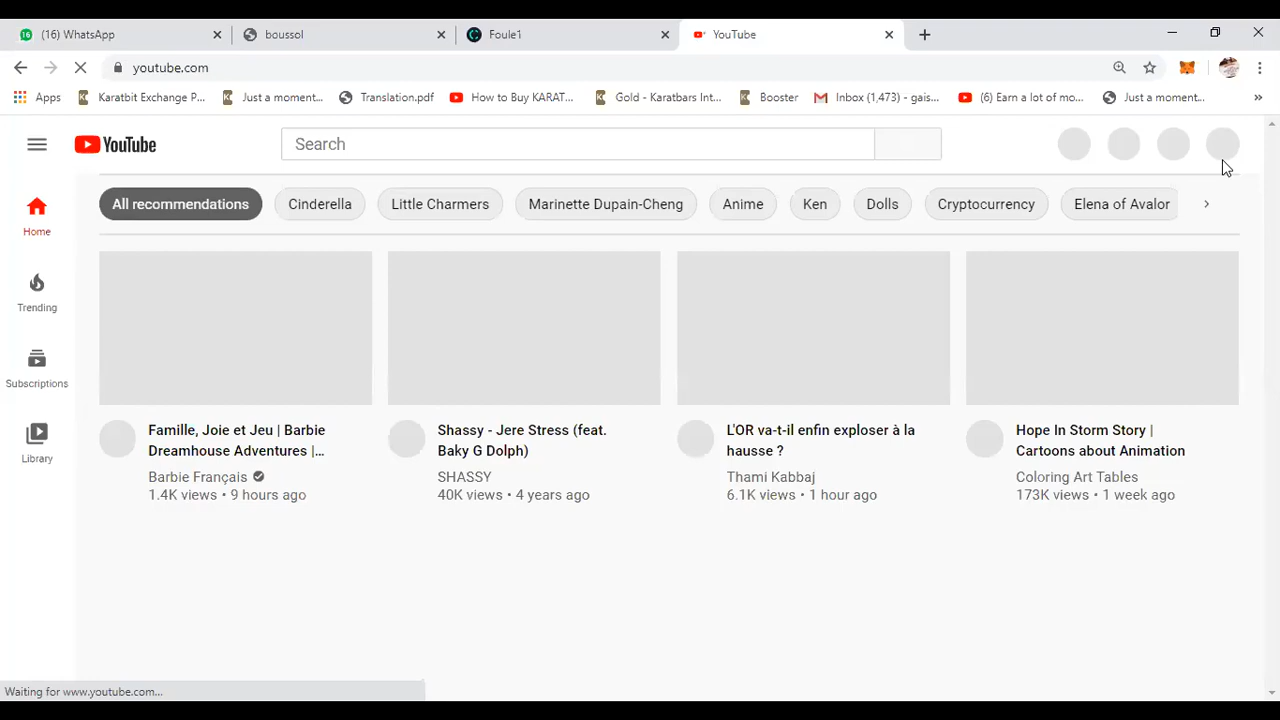 (16) WhatsApp
boussol
Foule1
YouTube
youtube.com
Apps
Karatbit Exchange P...
Just a moment...
Translation.pdf
How to Buy KARAT...
Gold - Karatbars Int...
Booster
Inbox (1,473) - gais...
(6) Earn a lot of mo...
Just a moment...
YouTube
Search
All recommendations
Cinderella
Little Charmers
Marinette Dupain-Cheng
Anime
Ken
Dolls
Cryptocurrency
Elena of Avalor
Home
Trending
Subscriptions
Library
Famille, Joie et Jeu | Barbie
Dreamhouse Adventures |...
Barbie Français
1.4K views • 9 hours ago
Shassy - Jere Stress (feat.
Baky G Dolph)
SHASSY
40K views • 4 years ago
L'OR va-t-il enfin exploser à la
hausse ?
Thami Kabbaj
6.1K views • 1 hour ago
Hope In Storm Story |
Cartoons about Animation
Coloring Art Tables
173K views • 1 week ago
Waiting for www.youtube.com...